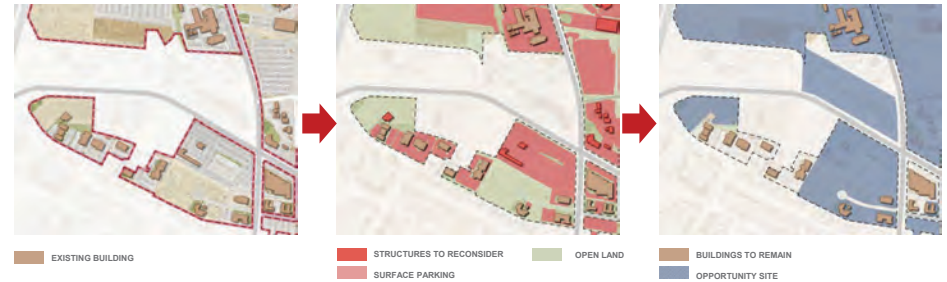 EXISTING BUILDING
STRUCTURES TO RECONSIDER
OPEN LAND
SURFACE PARKING
BUILDINGS TO REMAIN
OPPORTUNITY SITE